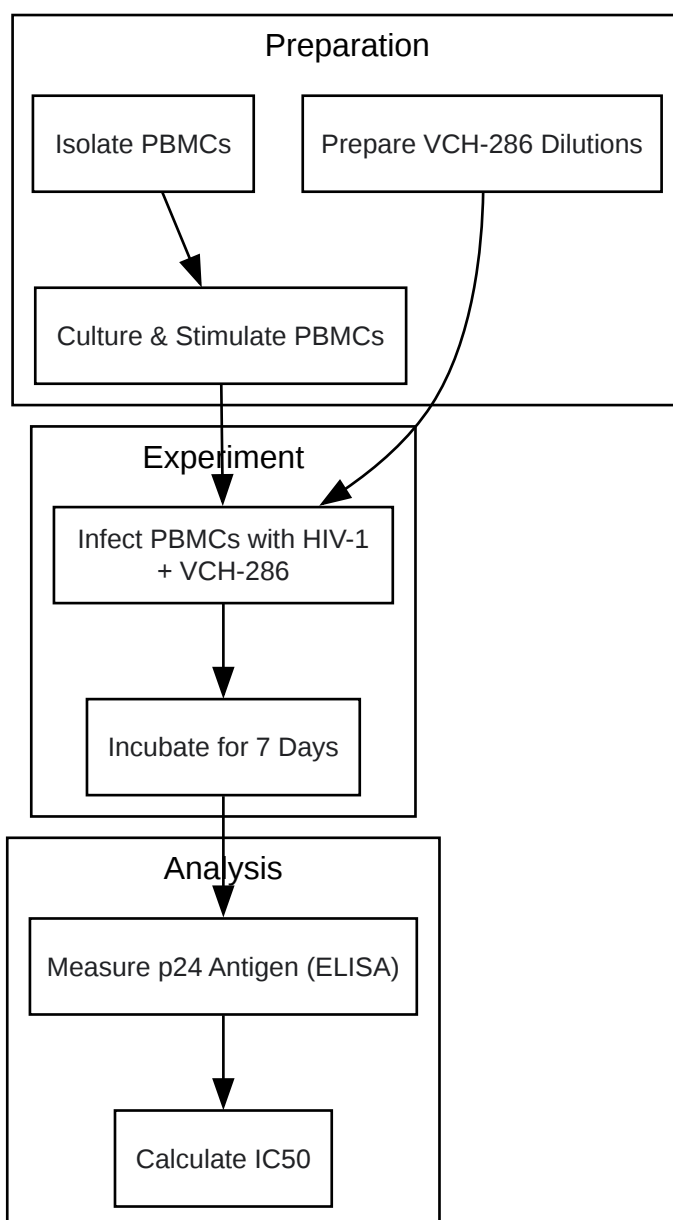 Preparation
Isolate PBMCs
Prepare VCH-286 Dilutions
Culture & Stimulate PBMCs
Experiment
Infect PBMCs with HIV-1
+ VCH-286
Incubate for 7 Days
Analysis
Measure p24 Antigen (ELISA)
Calculate IC50